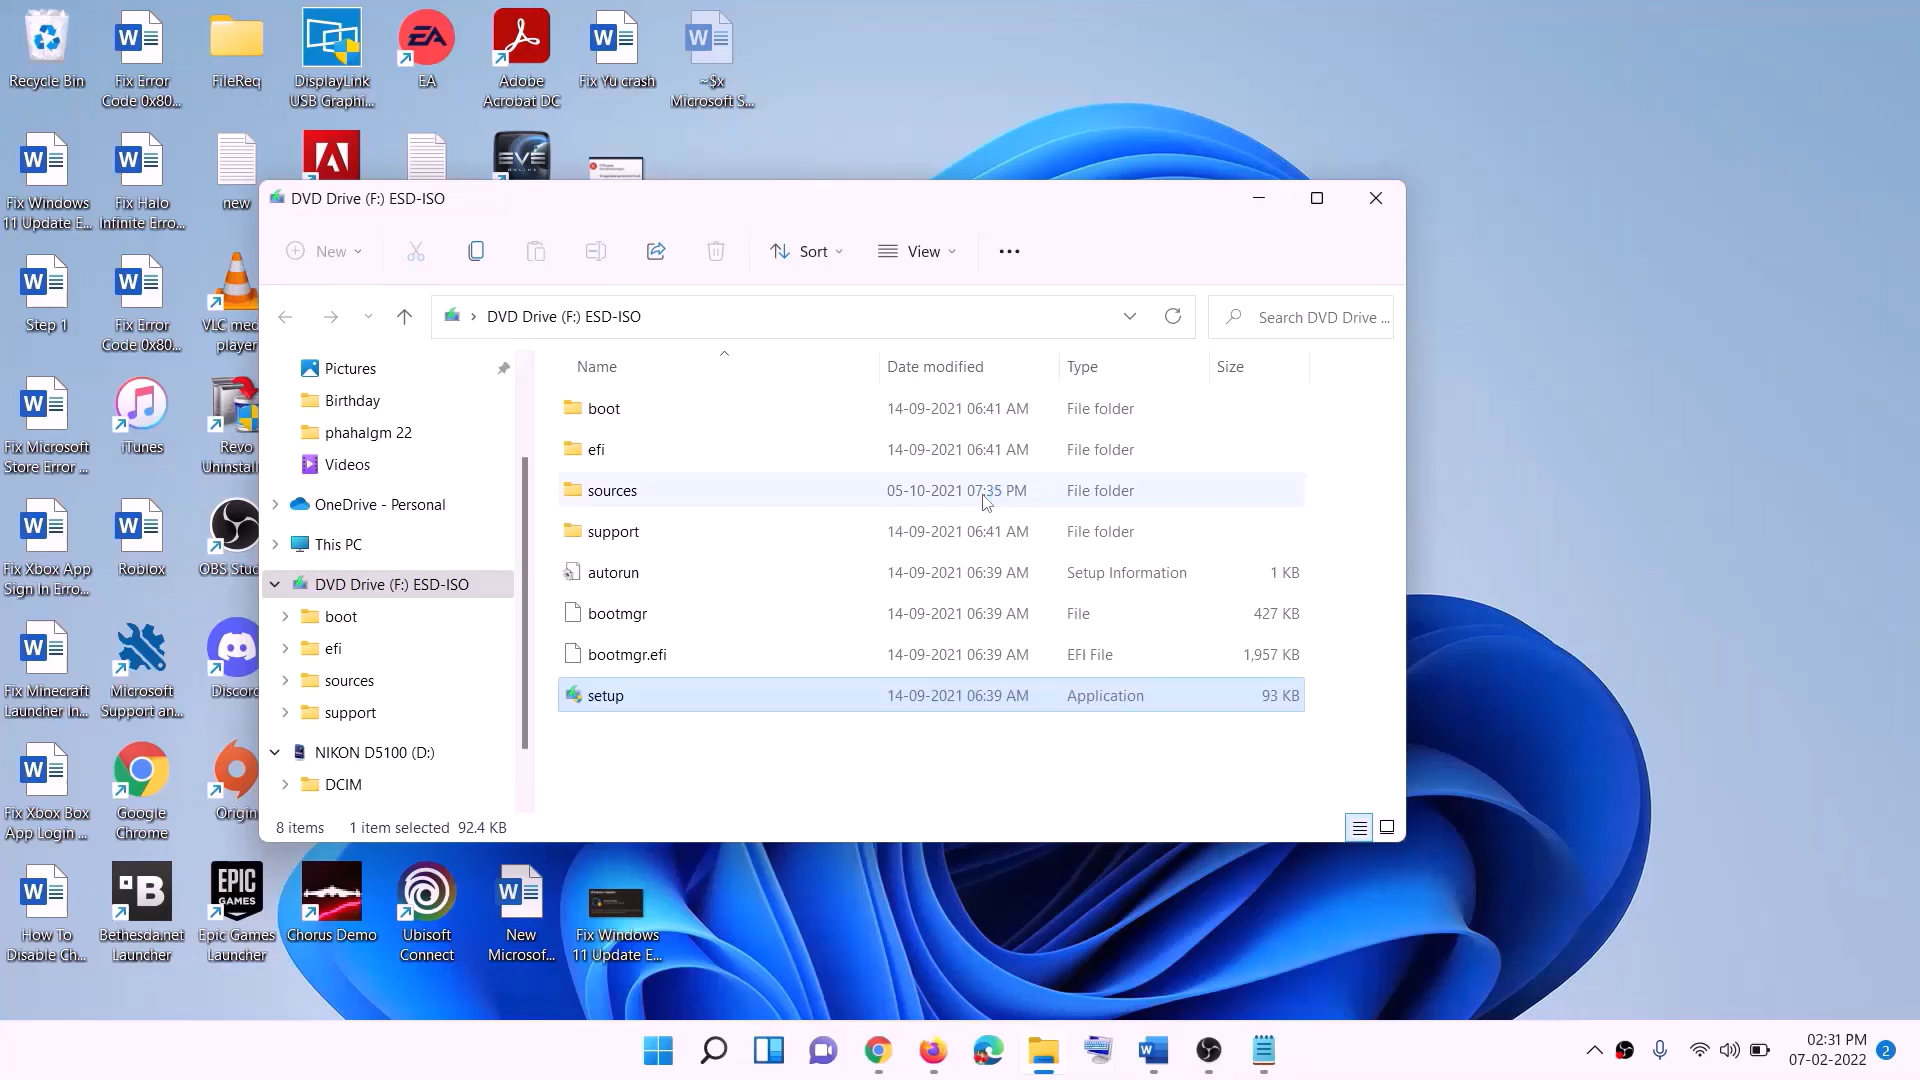 Recycle Bin
Fix Error
Code 0x80...
FileReq
DisplayLink
USB Graphi...
EA
Adobe
Acrobat DC
Fix Yu crash
~$x
Microsoft S...
Fix Windows
11 Update E...
Fix Halo
Infinite Erro...
new
EVE
ONLINE
Step 1
Fix Error
Code 0x80...
VLC med
player
Fix Microsoft
Store Error ...
iTunes
Revo
Uninstall
Fix Xbox App
Sign In Erro...
Roblox
OBS Stud
Fix Minecraft
Launcher In...
Microsoft
Support an...
Discord
Fix Xbox Box
App Login ...
Google
Chrome
Origin
How To
Disable Ch...
Bethesda.net
Launcher
EPIC
GAMES
Epic Games
Launcher
Chorus Demo
Ubisoft
Connect
New
Microsof...
Fix Windows
11 Update E...
DVD Drive (F:) ESD-ISO
New
Sort
View
DVD Drive (F:) ESD-ISO
Search DVD Drive ...
Pictures
Birthday
phahalgm 22
Videos
OneDrive - Personal
This PC
DVD Drive (F:) ESD-ISO
boot
efi
sources
support
NIKON D5100 (D:)
DCIM
Name Date modified Type Size
boot 14-09-2021 06:41 AM File folder
efi 14-09-2021 06:41 AM File folder
sources 05-10-2021 07:35 PM File folder
support 14-09-2021 06:41 AM File folder
autorun 14-09-2021 06:39 AM Setup Information 1 KB
bootmgr 14-09-2021 06:39 AM File 427 KB
bootmgr.efi 14-09-2021 06:39 AM EFI File 1,957 KB
setup 14-09-2021 06:39 AM Application 93 KB
8 items 1 item selected 92.4 KB
02:31 PM
07-02-2022
2